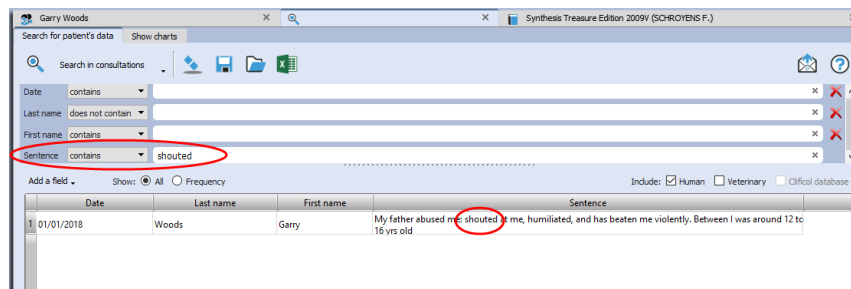 Garry Woods
Synthesis Treasure Edition 2009V (SCHROYENS F.)
Search for patient's data Show charts
Search in consultations
Date contains
Last name does not contain
First name contains
Sentence contains shouted
Add a field Show: All Frequency Include: Human Veterinary Clificol database
Date Last name First name Sentence
1 01/01/2018 Woods Garry My father abused me: shouted at me, humiliated, and has beaten me violently. Between I was around 12 to
16 yrs old